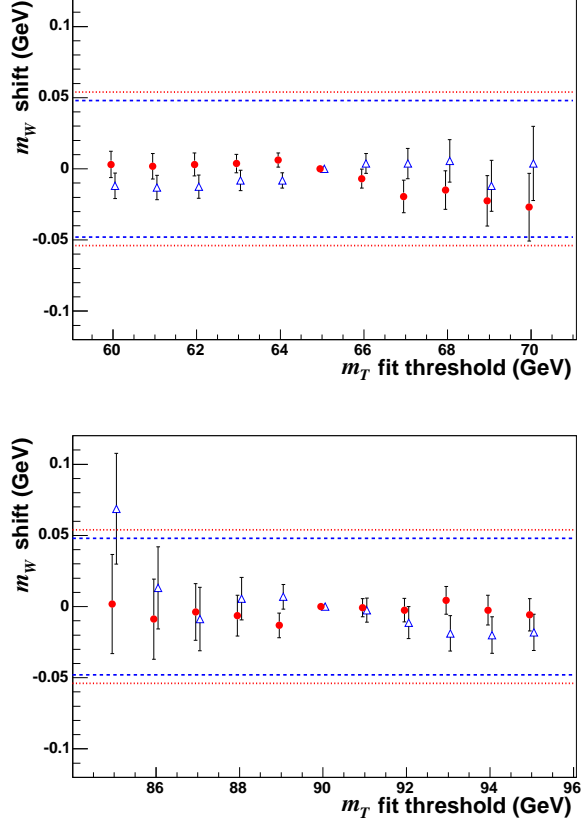 0.1
0.05
0
-0.05
-0.1
m_W shift (GeV)
60 62 64 66 68 70
m_T fit threshold (GeV)
0.1
0.05
0
-0.05
-0.1
m_W shift (GeV)
86 88 90 92 94 96
m_T fit threshold (GeV)